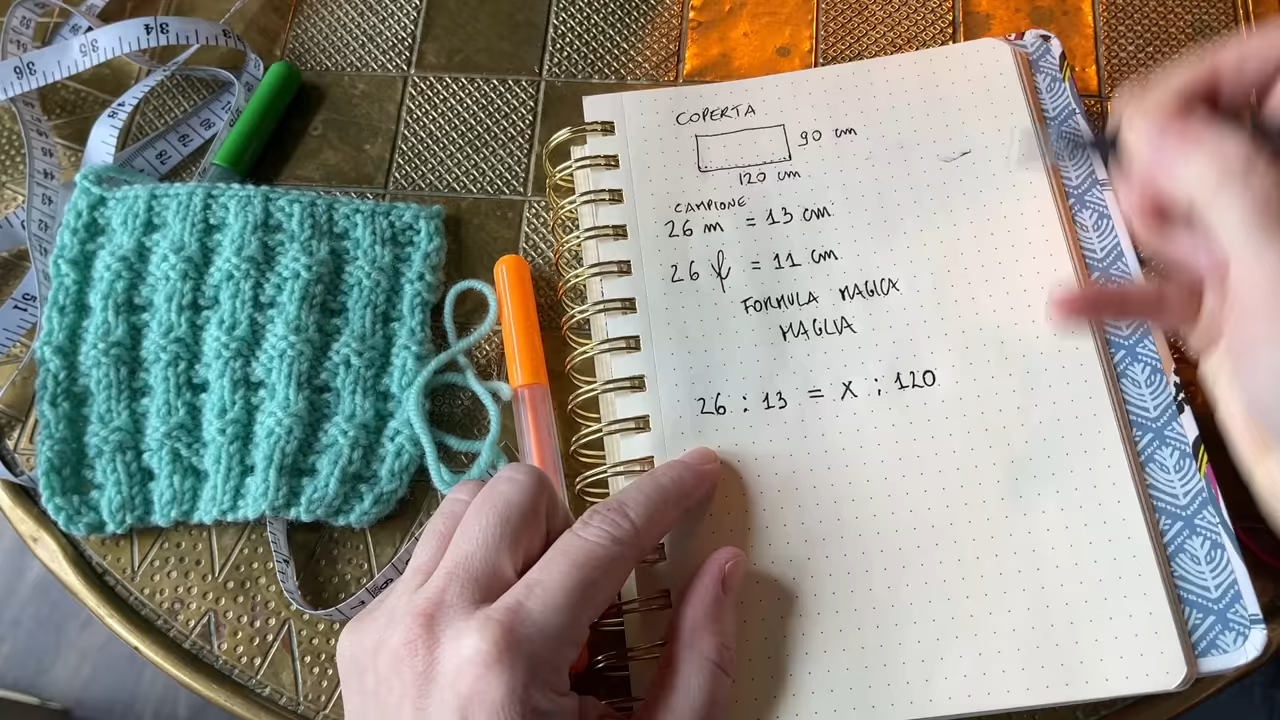 COPERTA
90 cm
120 cm
CAMPIONE
26 m = 13 cm
26 f = 11 cm
FORMULA MAGICA
MAGLIA
26 : 13 = X : 120